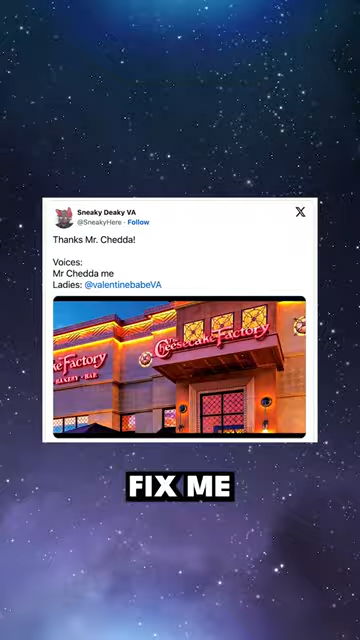 Sneaky Deaky VA
@SneakyHere · Follow
Thanks Mr. Chedda!
Voices:
Mr Chedda me
Ladies: @valentinebabeVA
The Cheesecake Factory
ke Factory
BAKERY · BAR
FIX ME